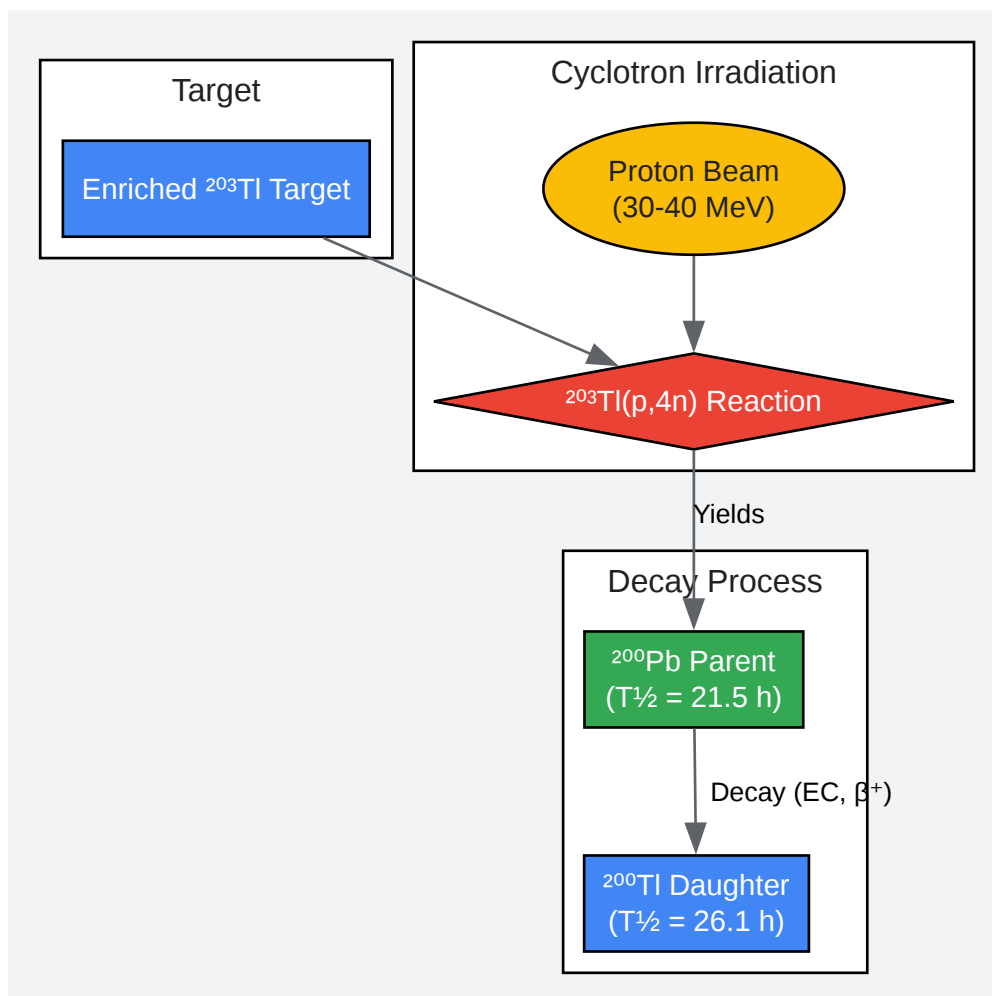 Target
Enriched ²⁰³Tl Target
Cyclotron Irradiation
Proton Beam
(30-40 MeV)
²⁰³Tl(p,4n) Reaction
Yields
Decay Process
²⁰⁰Pb Parent
(T½ = 21.5 h)
Decay (EC, β⁺)
²⁰⁰Tl Daughter
(T½ = 26.1 h)